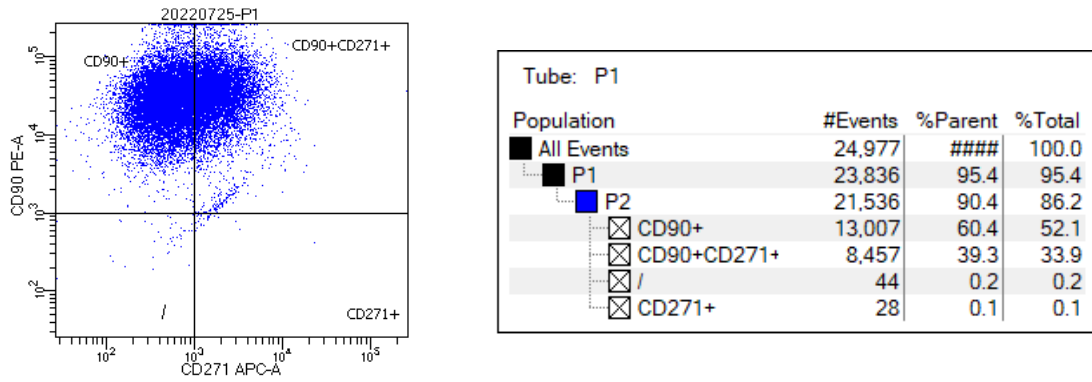 20220725-P1
CD90+
CD90+CD271+
10^5
10^4
10^3
10^2
CD90 PE-A
/
CD271+
10^2 10^3 10^4 10^5
CD271 APC-A
Tube: P1
Population #Events %Parent %Total
All Events 24,977 #### 100.0
P1 23,836 95.4 95.4
P2 21,536 90.4 86.2
CD90+ 13,007 60.4 52.1
CD90+CD271+ 8,457 39.3 33.9
/ 44 0.2 0.2
CD271+ 28 0.1 0.1